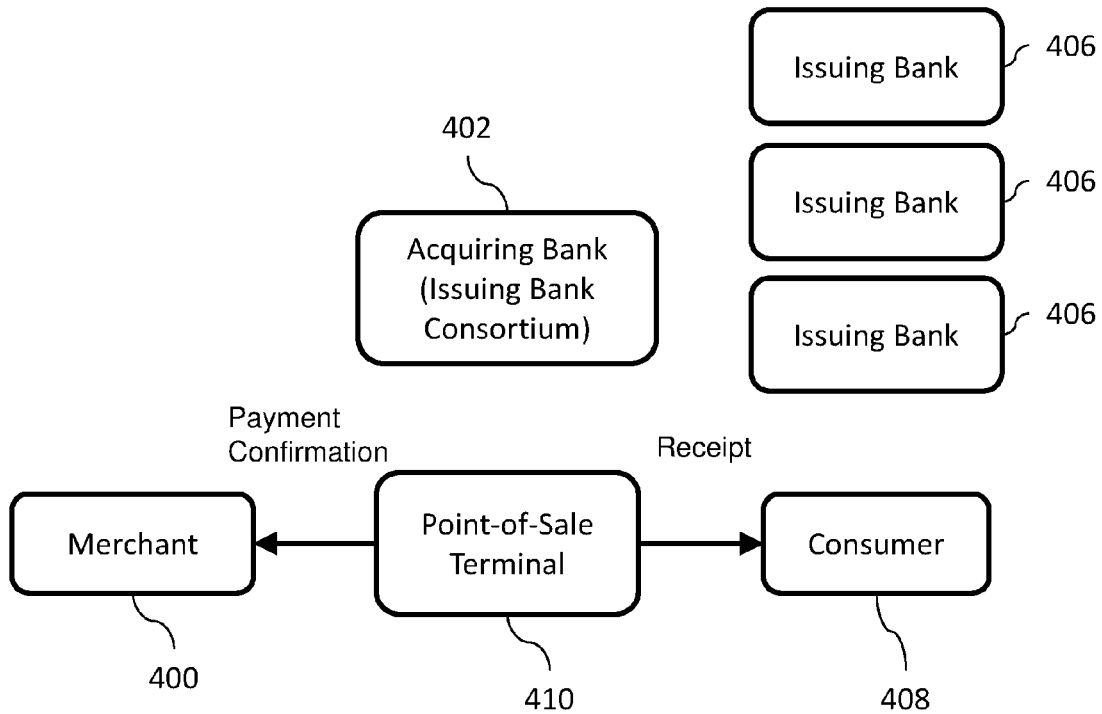 Issuing Bank
406
402
Issuing Bank
406
Acquiring Bank
(Issuing Bank
Consortium)
Issuing Bank
406
Payment
Confirmation
Receipt
Merchant
Point-of-Sale
Terminal
Consumer
400
410
408